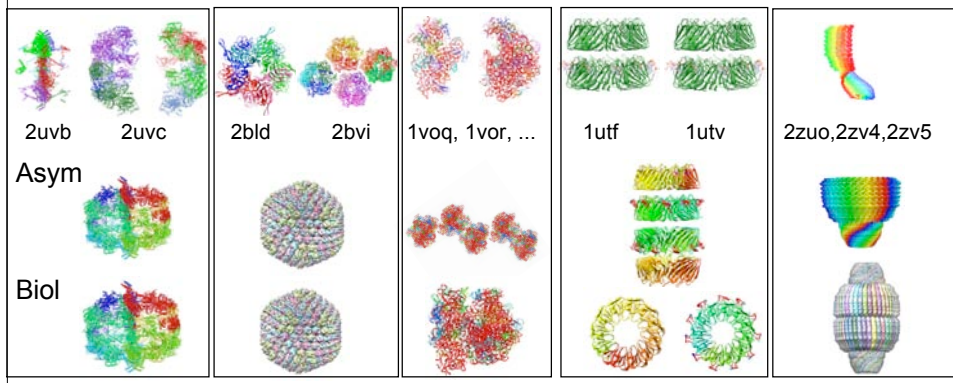 2uvb 2uvc 2bld 2bvi 1voq, 1vor, ... 1utf 1utv 2zuo,2zv4,2zv5
Asym
Biol